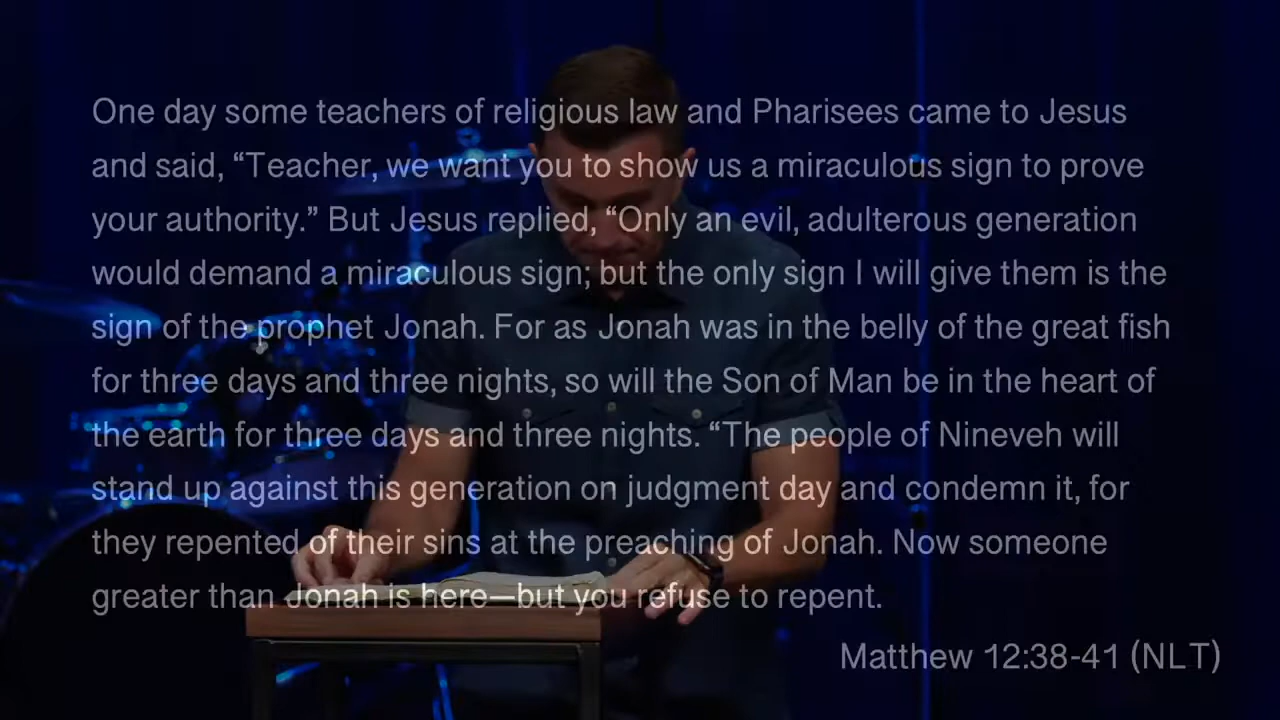 One day some teachers of religious law and Pharisees came to Jesus
and said, “Teacher, we want you to show us a miraculous sign to prove
your authority.” But Jesus replied, “Only an evil, adulterous generation
would demand a miraculous sign; but the only sign I will give them is the
sign of the prophet Jonah. For as Jonah was in the belly of the great fish
for three days and three nights, so will the Son of Man be in the heart of
the earth for three days and three nights. “The people of Nineveh will
stand up against this generation on judgment day and condemn it, for
they repented of their sins at the preaching of Jonah. Now someone
greater than Jonah is here—but you refuse to repent.
Matthew 12:38-41 (NLT)